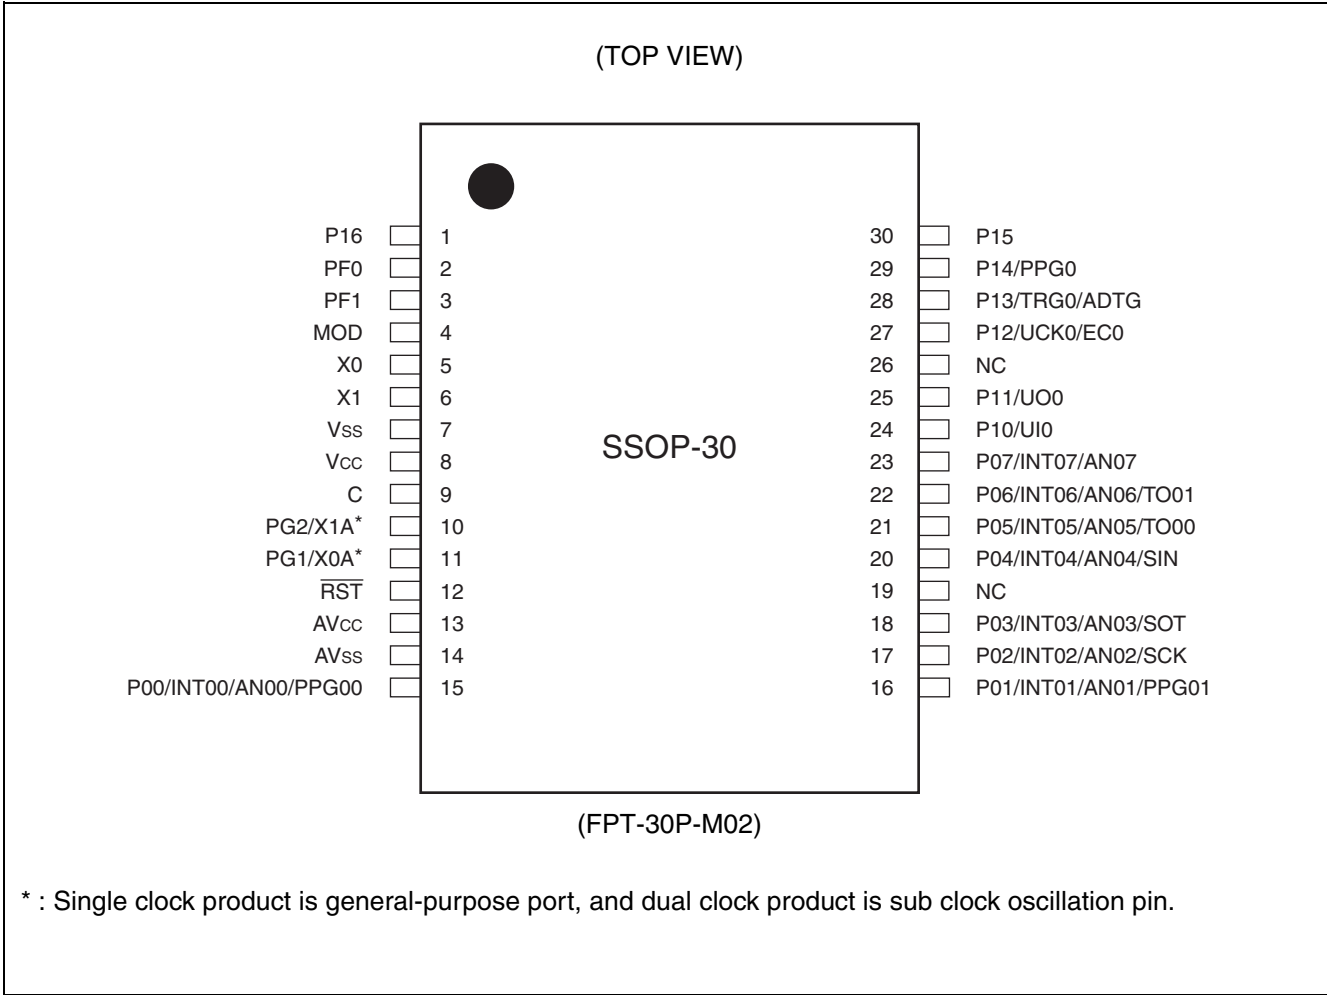 (TOP VIEW)
P16 1 30 P15
PF0 2 29 P14/PPG0
PF1 3 28 P13/TRG0/ADTG
MOD 4 27 P12/UCK0/EC0
X0 5 26 NC
X1 6 25 P11/UO0
Vss 7 24 P10/UI0
Vcc 8 SSOP-30 23 P07/INT07/AN07
C 9 22 P06/INT06/AN06/TO01
PG2/X1A* 10 21 P05/INT05/AN05/TO00
PG1/X0A* 11 20 P04/INT04/AN04/SIN
R̅S̅T̅ 12 19 NC
AVcc 13 18 P03/INT03/AN03/SOT
AVss 14 17 P02/INT02/AN02/SCK
P00/INT00/AN00/PPG00 15 16 P01/INT01/AN01/PPG01
(FPT-30P-M02)
* : Single clock product is general-purpose port, and dual clock product is sub clock oscillation pin.